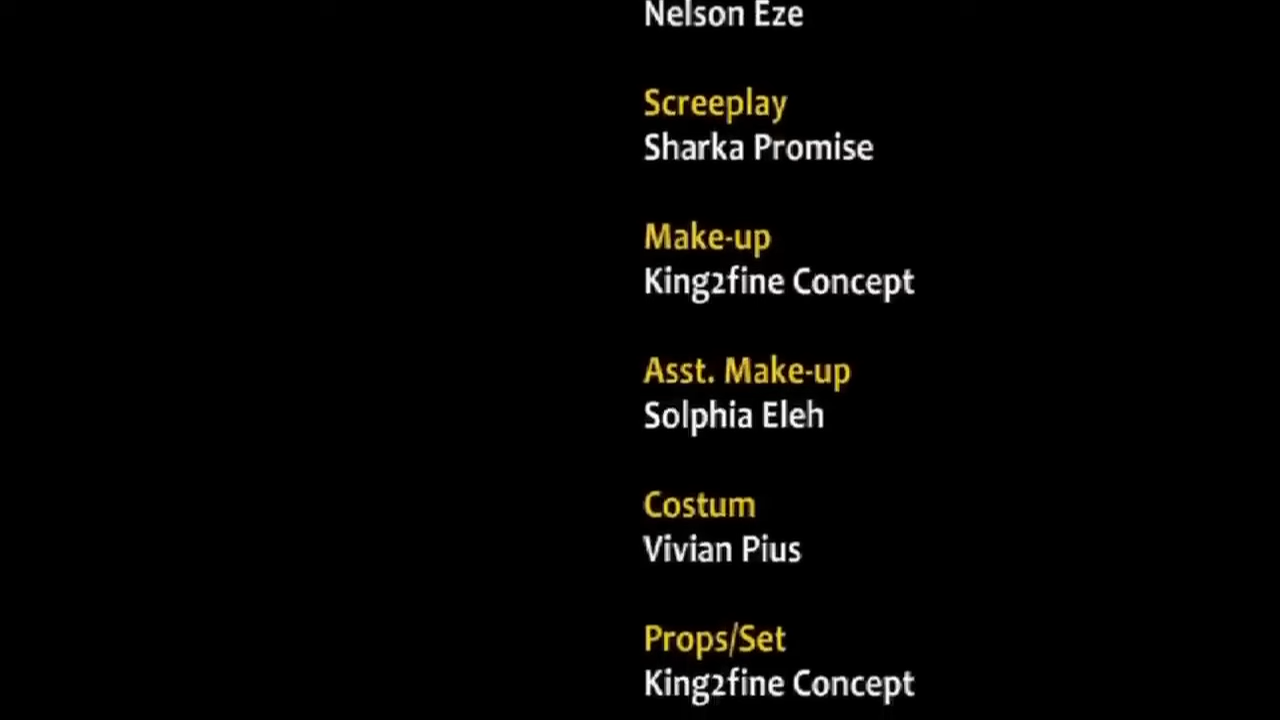 Nelson Eze
Screeplay
Sharka Promise
Make-up
King2fine Concept
Asst. Make-up
Solphia Eleh
Costum
Vivian Pius
Props/Set
King2fine Concept